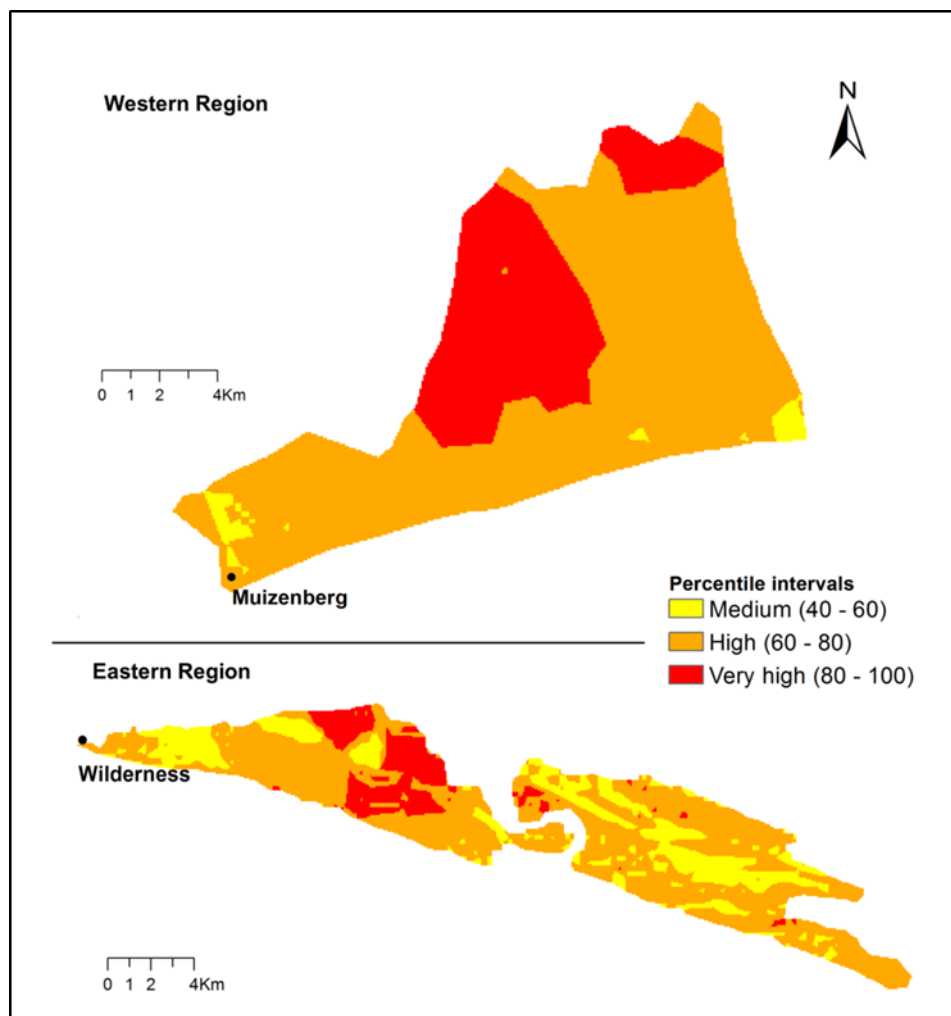 Western Region
N
0 1 2 4Km
Muizenberg
Percentile intervals
Medium (40 - 60)
High (60 - 80)
Very high (80 - 100)
Eastern Region
Wilderness
0 1 2 4Km